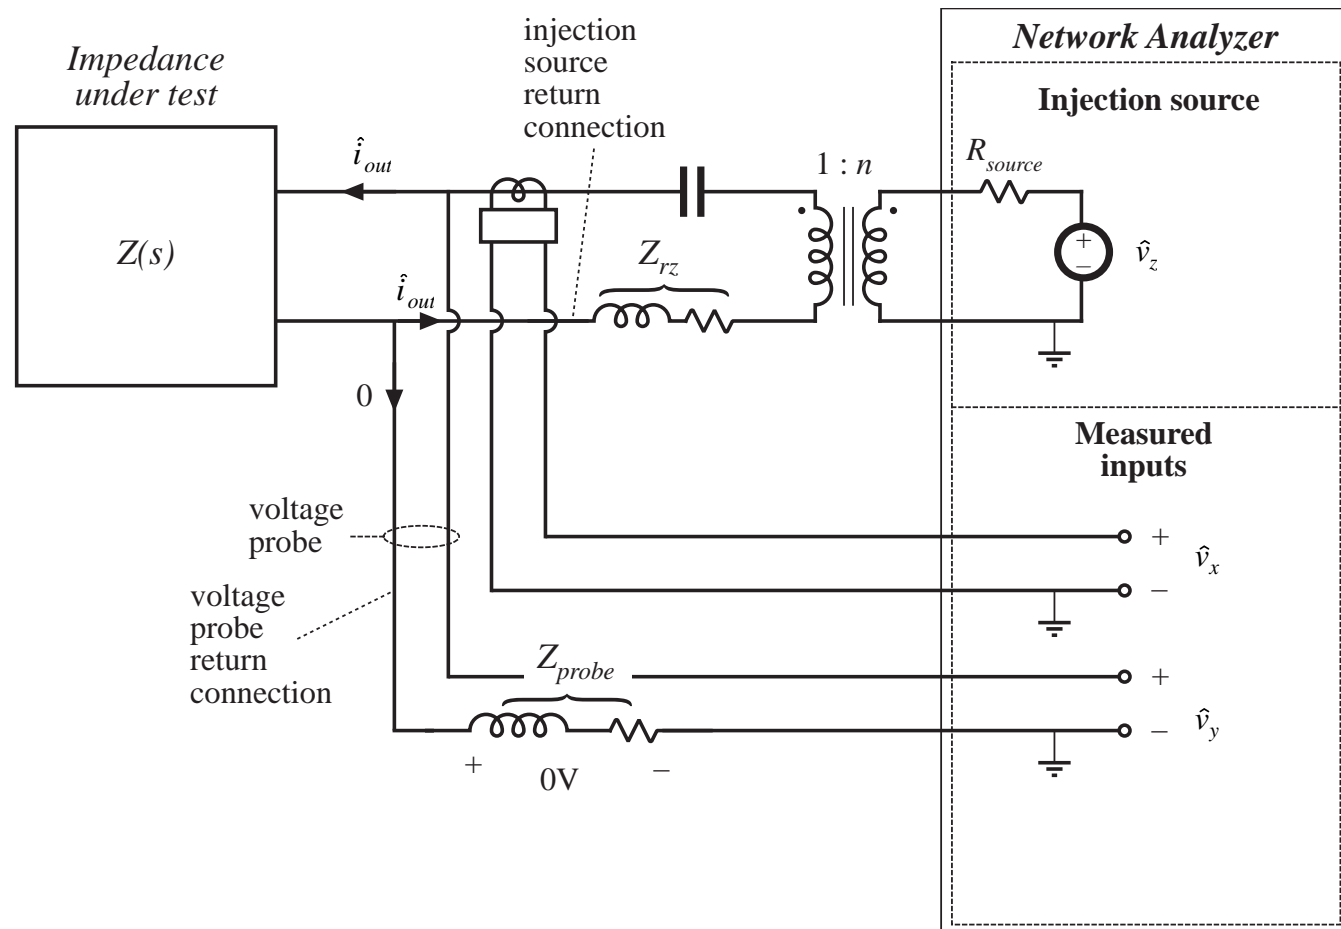 Network Analyzer
Injection source
Impedance
under test
injection
source
return
connection
î_out
1 : n
R_source
Z(s)
Z_rz
+
−
v̂_z
î_out
0
Measured
inputs
voltage
probe
+
v̂_x
−
voltage
probe
return
connection
Z_probe
+
v̂_y
−
+
0V
−